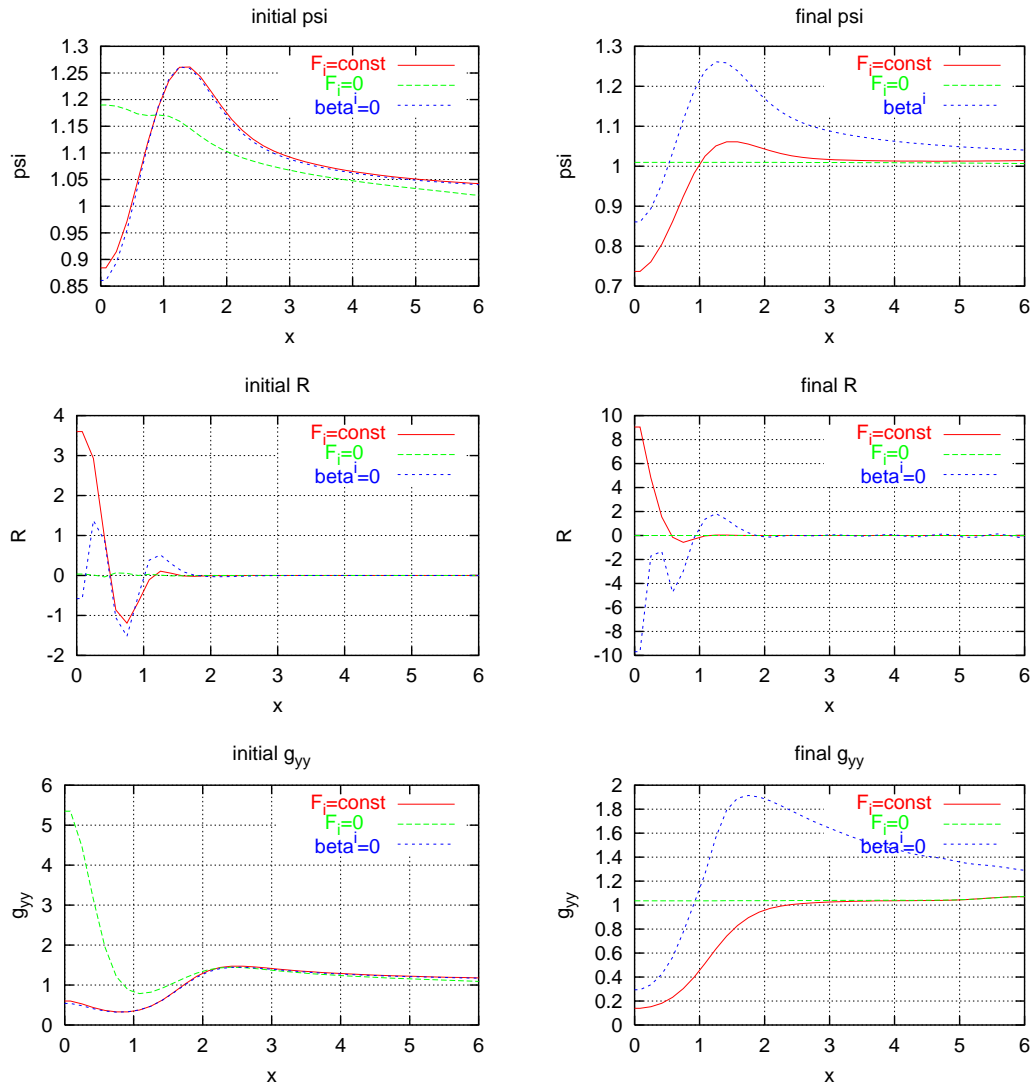 initial psi
1.3
1.25
1.2
1.15
1.1
1.05
1
0.95
0.9
0.85
psi
0 1 2 3 4 5 6
x
F_i=const
F_i=0
beta^i=0
final psi
1.3
1.2
1.1
1
0.9
0.8
0.7
psi
0 1 2 3 4 5 6
x
F_i=const
F_i=0
beta^i
initial R
4
3
2
1
0
-1
-2
R
0 1 2 3 4 5 6
x
F_i=const
F_i=0
beta^i=0
final R
10
8
6
4
2
0
-2
-4
-6
-8
-10
R
0 1 2 3 4 5 6
x
F_i=const
F_i=0
beta^i=0
initial g_yy
6
5
4
3
2
1
0
g_yy
0 1 2 3 4 5 6
x
F_i=const
F_i=0
beta^i=0
final g_yy
2
1.8
1.6
1.4
1.2
1
0.8
0.6
0.4
0.2
0
g_yy
0 1 2 3 4 5 6
x
F_i=const
F_i=0
beta^i=0